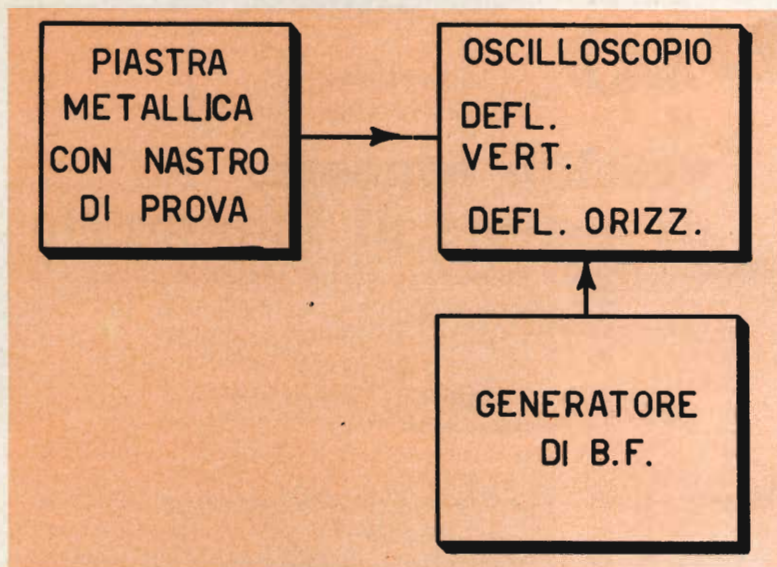 PIASTRA
METALLICA
CON NASTRO
DI PROVA
OSCILLOSCOPIO
DEFL.
VERT.
DEFL. ORIZZ.
GENERATORE
DI B.F.